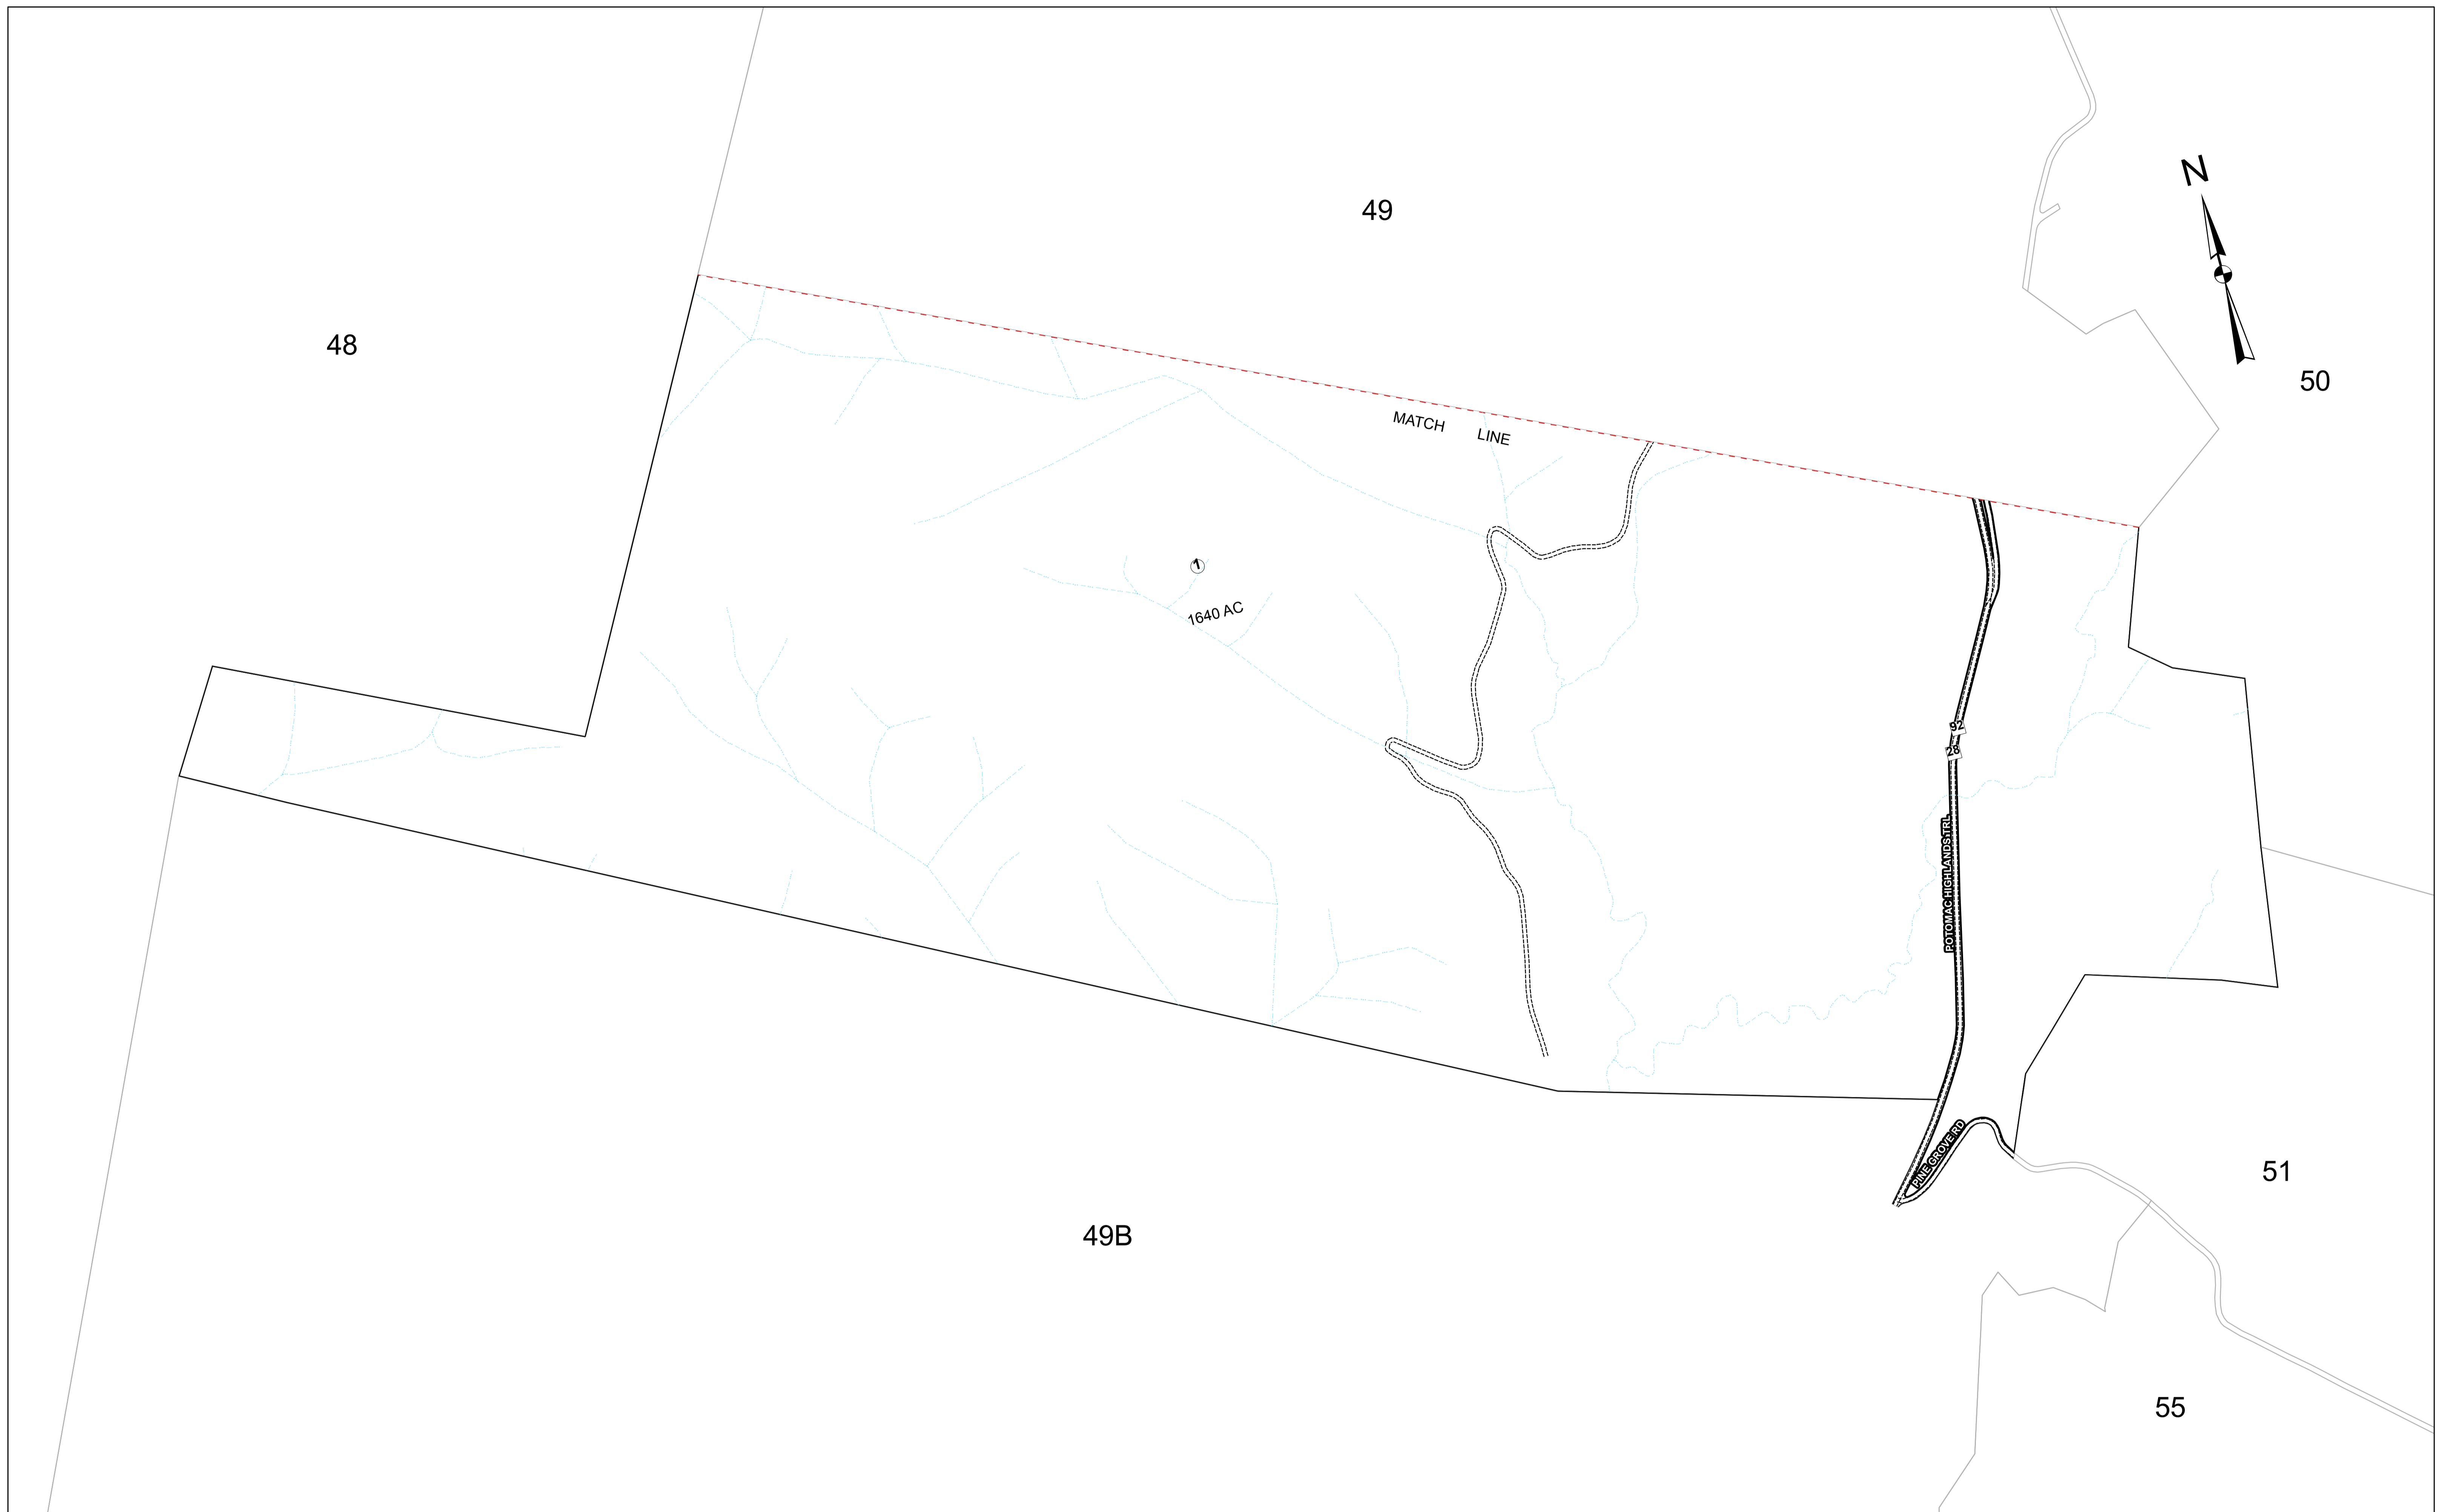 N
49
48
50
MATCH LINE
1
1640 AC
92
28
POTOMAC HIGHLANDS TRL
PINE GROVE RD
51
49B
55